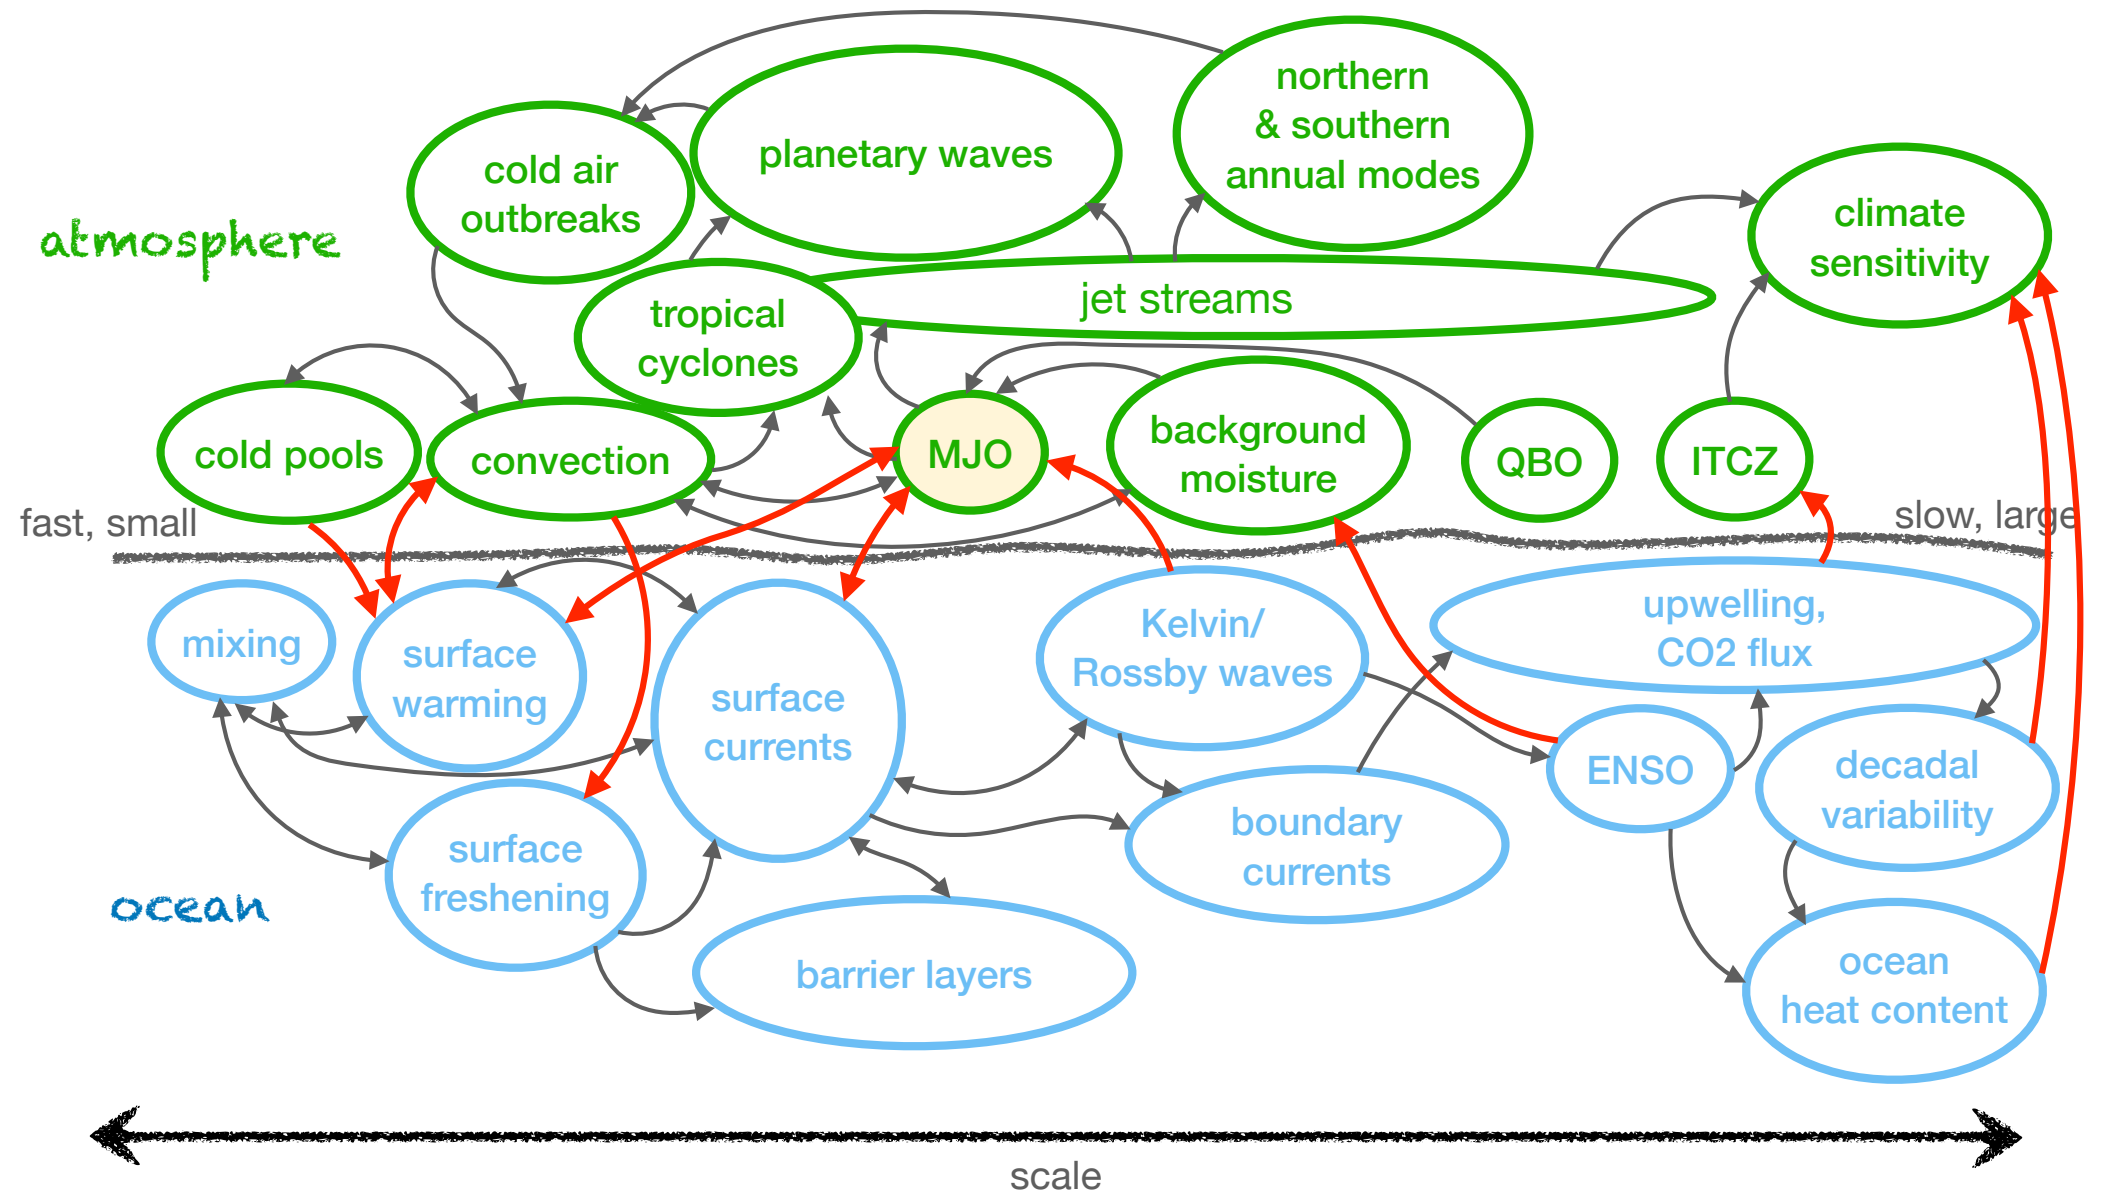 northern
& southern
annual modes
planetary waves
cold air
outbreaks
climate
sensitivity
atmosphere
jet streams
tropical
cyclones
cold pools
convection
MJO
background
moisture
QBO
ITCZ
fast, small
slow, large
mixing
surface
warming
surface
currents
Kelvin/
Rossby waves
upwelling,
CO2 flux
ENSO
decadal
variability
boundary
currents
surface
freshening
ocean
barrier layers
ocean
heat content
scale